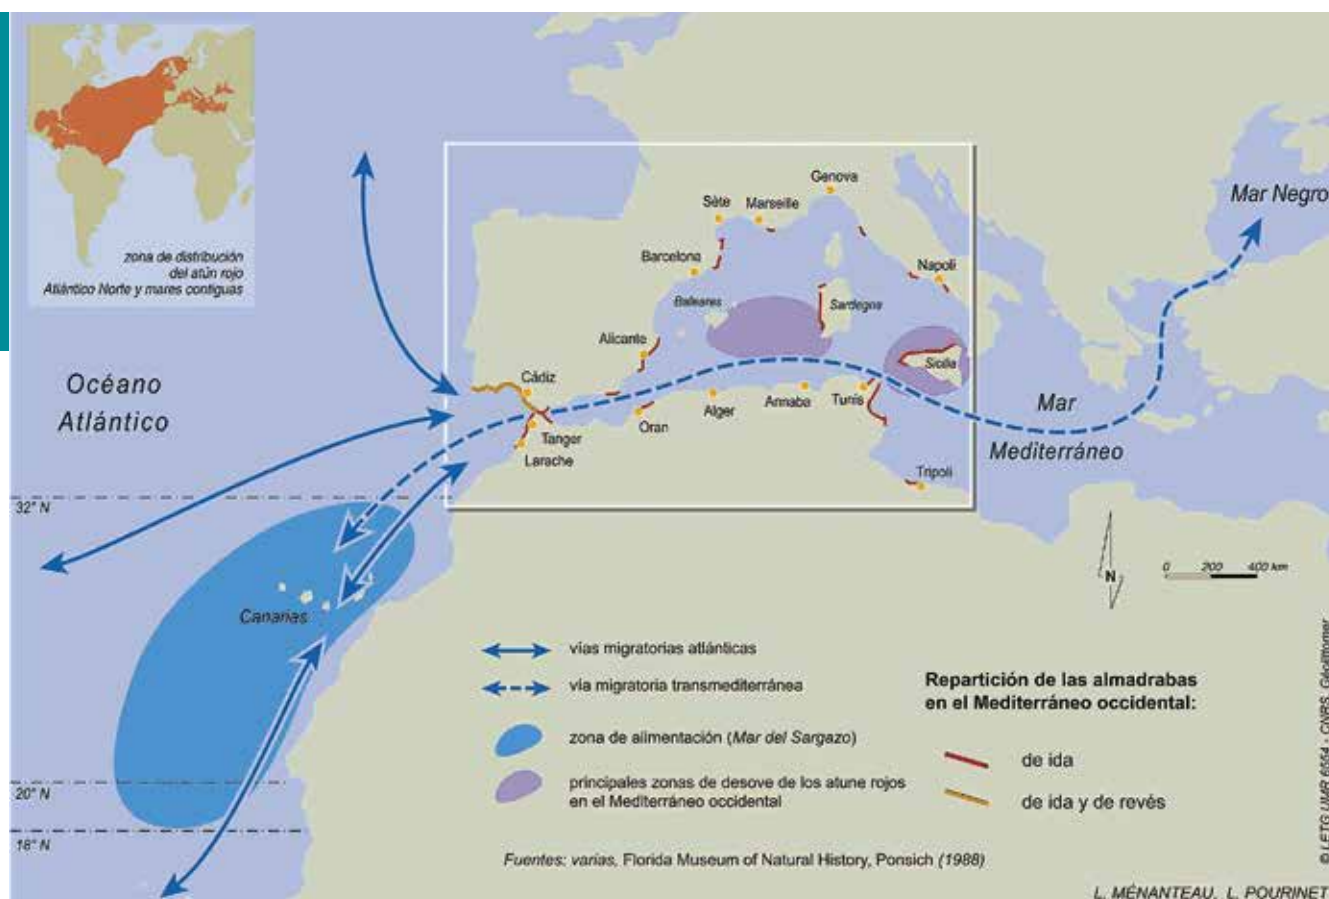 zona de distribución
del atún rojo
Atlántico Norte y mares contiguas
Mar Negro
Genova
Sète
Marseille
Barcelona
Napoli
Baleares
Sardegna
Alicante
Sicilia
Océano
Atlántico
Cádiz
Mar
Mediterráneo
Alger
Annaba
Tunis
Oran
Tanger
Larache
Tripoli
32° N
0 200 400 km
N
Canarias
vías migratorias atlánticas
vía migratoria transmediterránea
zona de alimentación (Mar del Sargazo)
principales zonas de desove de los atune rojos
en el Mediterráneo occidental
Repartición de las almadrabas
en el Mediterráneo occidental:
de ida
de ida y de revés
20° N
18° N
Fuentes: varias, Florida Museum of Natural History, Ponsich (1988)
© LETG UMR 6554 - CNRS, Géolittomer
L. MÉNANTEAU, L. POURINET